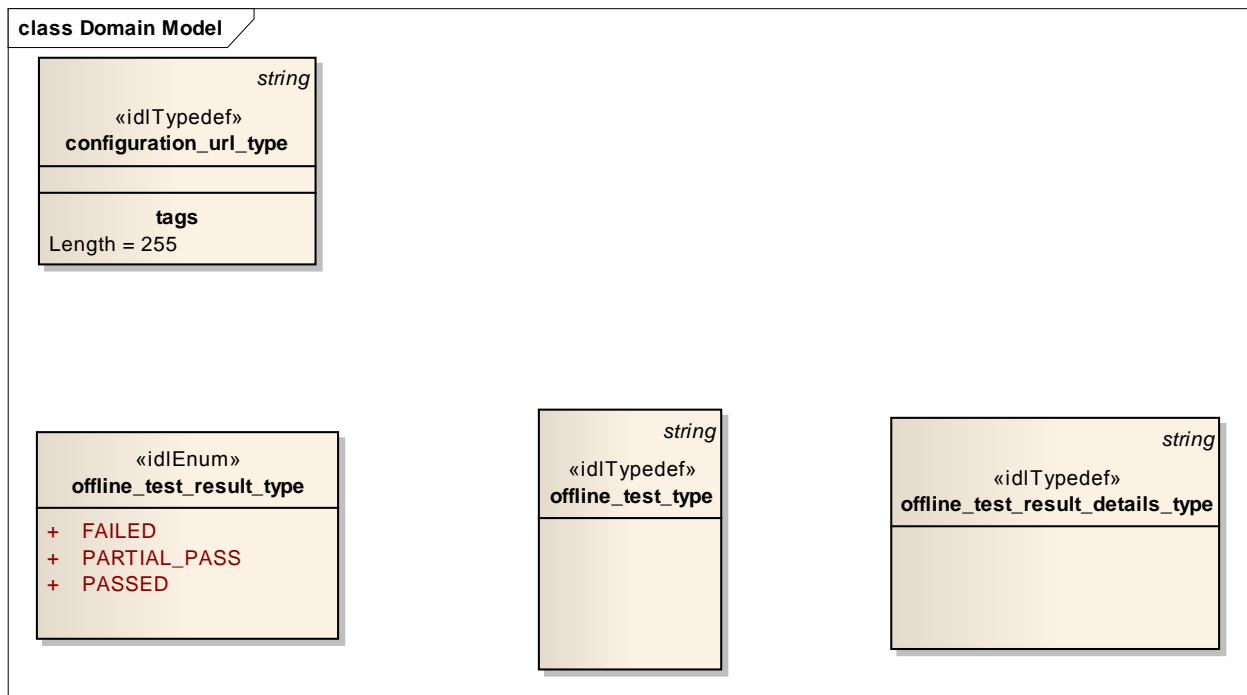 class Domain Model
string
«idlTypedef»
configuration_url_type
tags
Length = 255
«idlEnum»
offline_test_result_type
+ FAILED
+ PARTIAL_PASS
+ PASSED
string
«idlTypedef»
offline_test_type
string
«idlTypedef»
offline_test_result_details_type